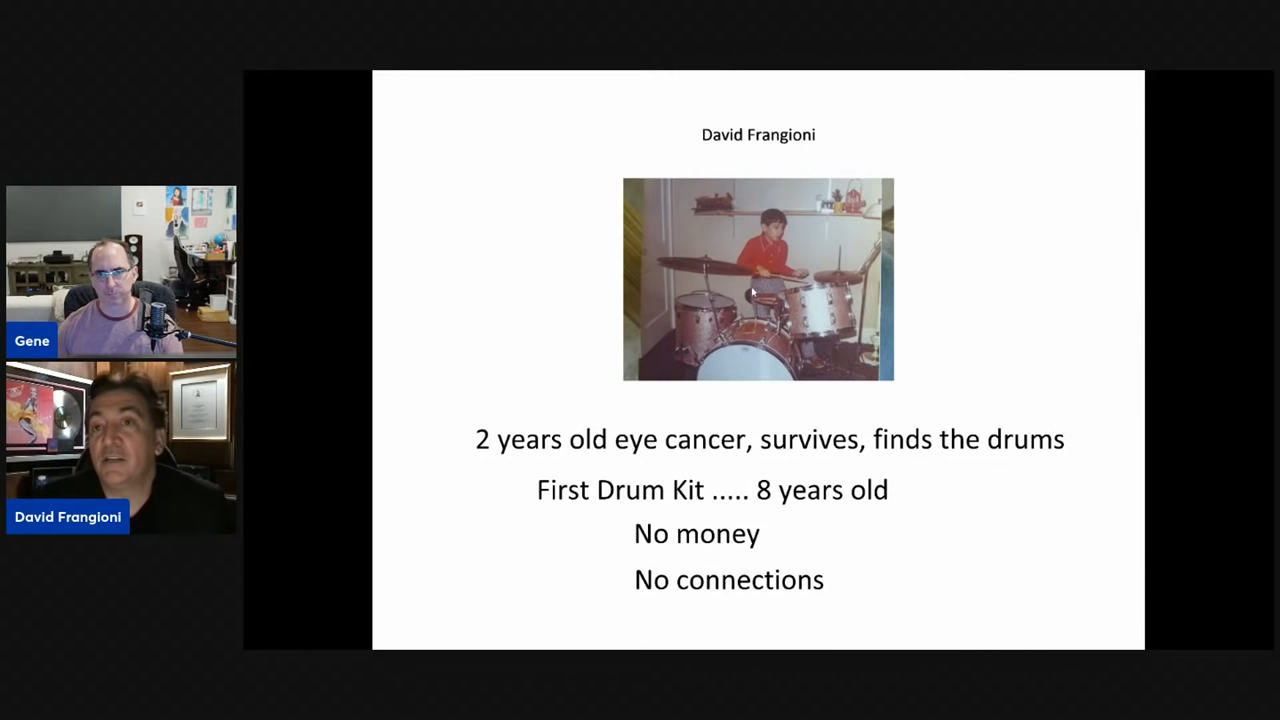 David Frangioni
Gene
David Frangioni
2 years old eye cancer, survives, finds the drums
First Drum Kit ..... 8 years old
No money
No connections